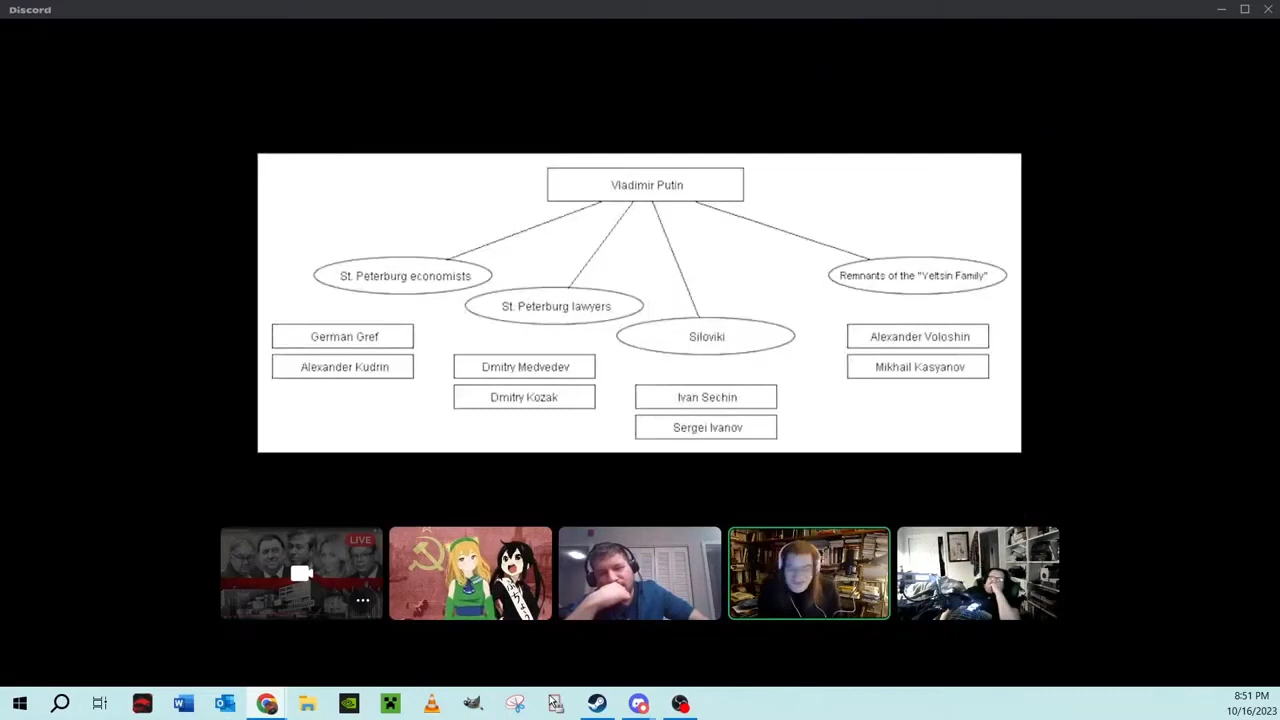 Discord
Vladimir Putin
St. Peterburg economists
Remnants of the "Yeltsin Family"
St. Peterburg lawyers
Siloviki
German Gref
Alexander Voloshin
Alexander Kudrin
Dmitry Medvedev
Mikhail Kasyanov
Dmitry Kozak
Ivan Sechin
Sergei Ivanov
LIVE
8:51 PM
10/16/2023